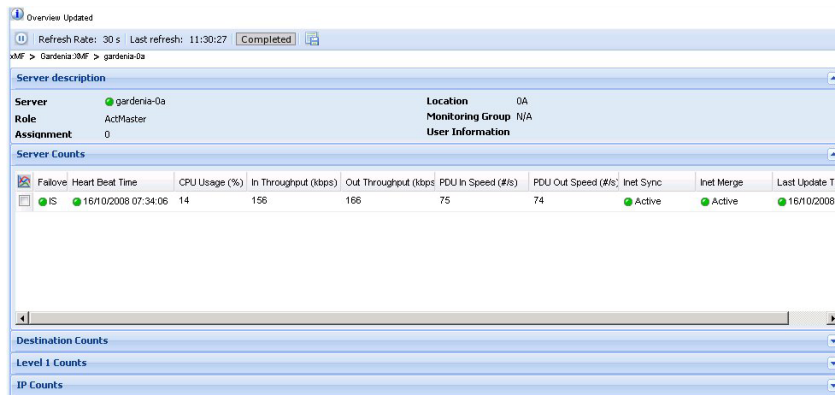 Overview Updated
Refresh Rate: 30 s Last refresh: 11:30:27 Completed
xMF > Gardenia:XMF > gardenia-0a
Server description
Server gardenia-0a Location 0A
Role ActMaster Monitoring Group N/A
Assignment 0 User Information
Server Counts
Failove Heart Beat Time CPU Usage (%) In Throughput (kbps) Out Throughput (kbps PDU In Speed (#/s) PDU Out Speed (#/s) Inet Sync Inet Merge Last Update T
IS 16/10/2008 07:34:06 14 156 166 75 74 Active Active 16/10/2008
Destination Counts
Level 1 Counts
IP Counts